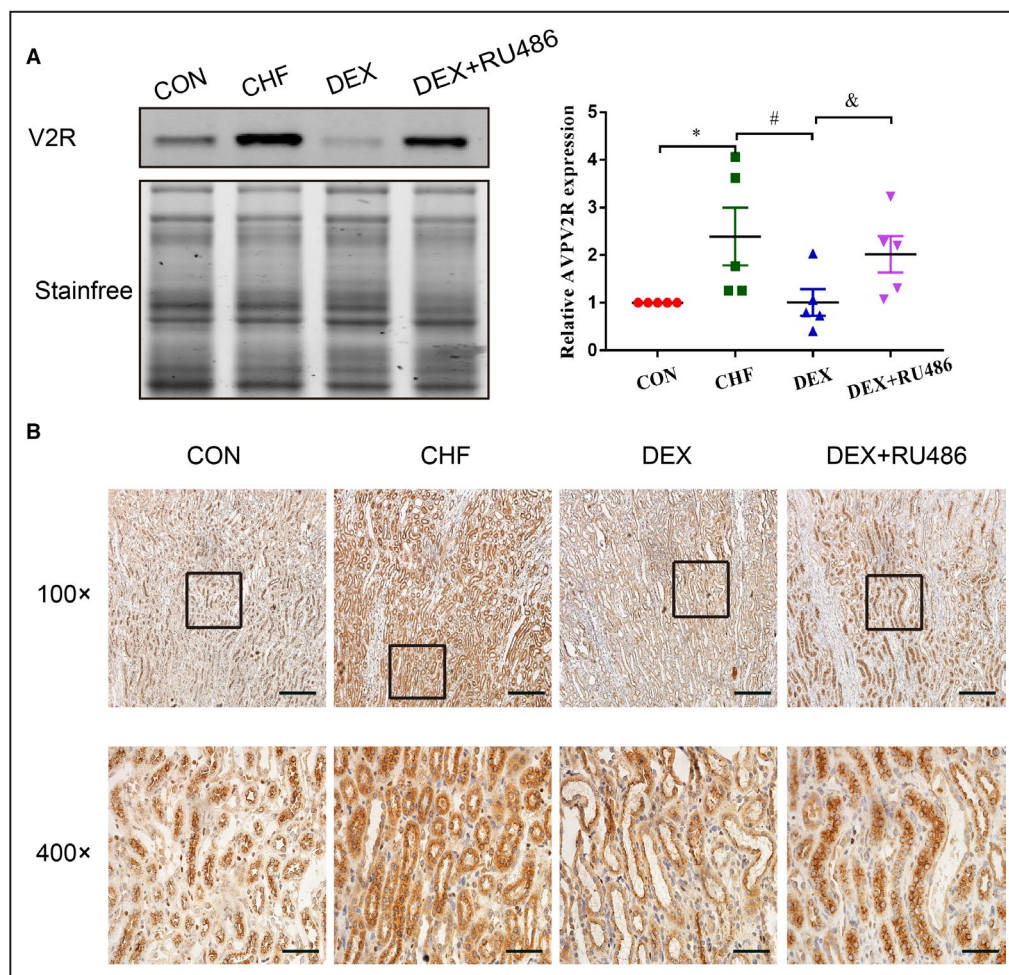 A
CON CHF DEX DEX+RU486
V2R
Stainfree
Relative AVPV2R expression
5
4
3
2
1
0
* # &
CON CHF DEX DEX+RU486
B
CON CHF DEX DEX+RU486
100×
400×